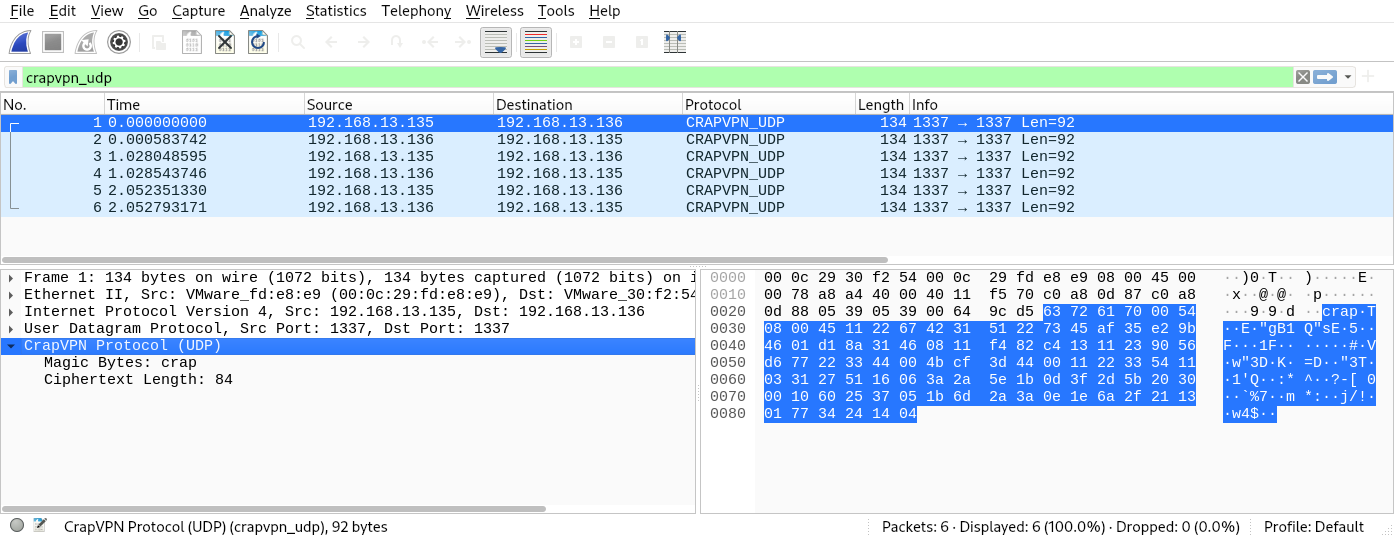 File Edit View Go Capture Analyze Statistics Telephony Wireless Tools Help
crapvpn_udp
No. Time Source Destination Protocol Length Info
1 0.000000000 192.168.13.135 192.168.13.136 CRAPVPN_UDP 134 1337 → 1337 Len=92
2 0.000583742 192.168.13.136 192.168.13.135 CRAPVPN_UDP 134 1337 → 1337 Len=92
3 1.028048595 192.168.13.135 192.168.13.136 CRAPVPN_UDP 134 1337 → 1337 Len=92
4 1.028543746 192.168.13.136 192.168.13.135 CRAPVPN_UDP 134 1337 → 1337 Len=92
5 2.052351330 192.168.13.135 192.168.13.136 CRAPVPN_UDP 134 1337 → 1337 Len=92
6 2.052793171 192.168.13.136 192.168.13.135 CRAPVPN_UDP 134 1337 → 1337 Len=92
Frame 1: 134 bytes on wire (1072 bits), 134 bytes captured (1072 bits) on i
Ethernet II, Src: VMware_fd:e8:e9 (00:0c:29:fd:e8:e9), Dst: VMware_30:f2:54
Internet Protocol Version 4, Src: 192.168.13.135, Dst: 192.168.13.136
User Datagram Protocol, Src Port: 1337, Dst Port: 1337
CrapVPN Protocol (UDP)
Magic Bytes: crap
Ciphertext Length: 84
0000 00 0c 29 30 f2 54 00 0c 29 fd e8 e9 08 00 45 00 ··)0·T·· )·····E·
0010 00 78 a8 a4 40 00 40 11 f5 70 c0 a8 0d 87 c0 a8 ·x··@·@· ·p······
0020 0d 88 05 39 05 39 00 64 9c d5 63 72 61 70 00 54 ···9·9·d ··crap·T
0030 08 00 45 11 22 67 42 31 51 22 73 45 af 35 e2 9b ··E·"gB1 Q"sE·5··
0040 46 01 d1 8a 31 46 08 11 f4 82 c4 13 11 23 90 56 F···1F·· ·····#·V
0050 d6 77 22 33 44 00 4b cf 3d 44 00 11 22 33 54 11 ·w"3D·K· =D··"3T·
0060 03 31 27 51 16 06 3a 2a 5e 1b 0d 3f 2d 5b 20 30 ·1'Q··:* ^··?-[ 0
0070 00 10 60 25 37 05 1b 6d 2a 3a 0e 1e 6a 2f 21 13 ··`%7··m *:··j/!·
0080 01 77 34 24 14 04 ·w4$··
CrapVPN Protocol (UDP) (crapvpn_udp), 92 bytes Packets: 6 · Displayed: 6 (100.0%) · Dropped: 0 (0.0%) Profile: Default